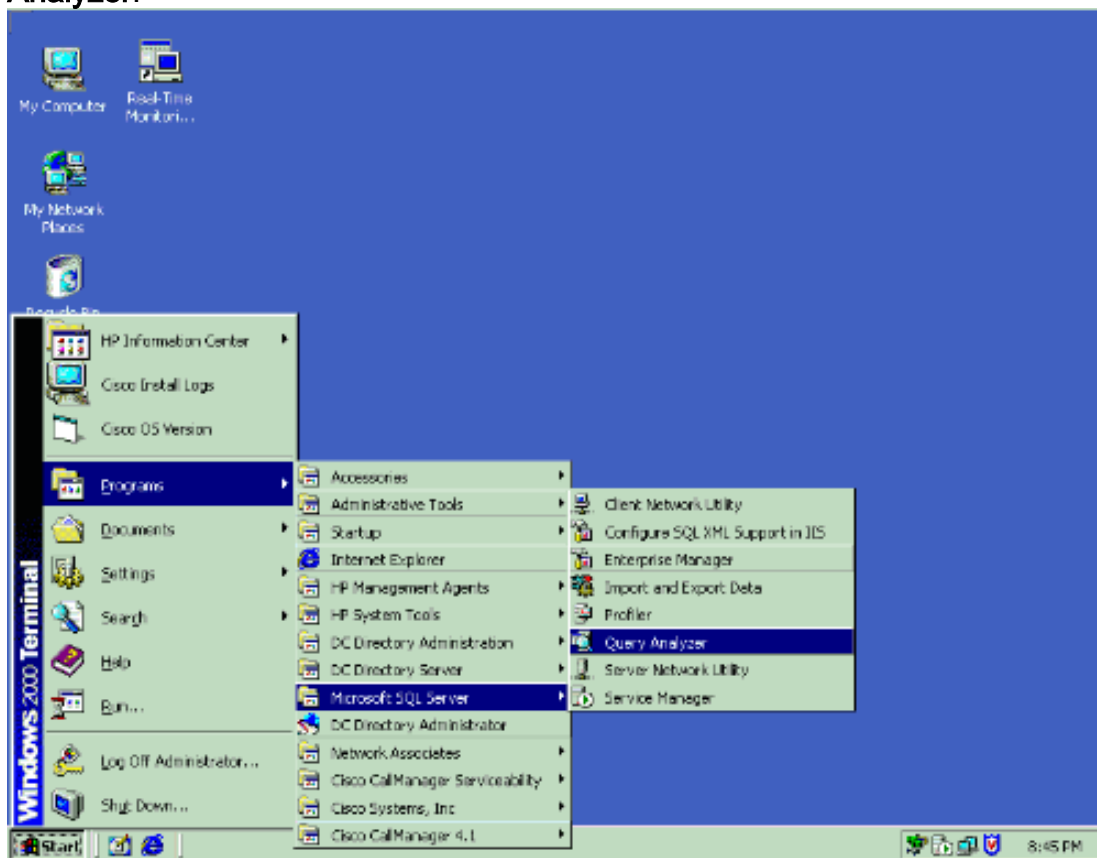 Analyzer.
My Computer
Real-Time
Monitori...
My Network
Places
Recycle Bin
HP Information Center
Cisco Install Logs
Cisco OS Version
Programs
Documents
Settings
Search
Help
Run...
Log Off Administrator...
Shut Down...
Windows 2000 Terminal
Accessories
Administrative Tools
Startup
Internet Explorer
HP Management Agents
HP System Tools
DC Directory Administration
DC Directory Server
Microsoft SQL Server
DC Directory Administrator
Network Associates
Cisco CallManager Serviceability
Cisco Systems, Inc
Cisco CallManager 4.1
Client Network Utility
Configure SQL XML Support in IIS
Enterprise Manager
Import and Export Data
Profiler
Query Analyzer
Server Network Utility
Service Manager
Start
8:45 PM